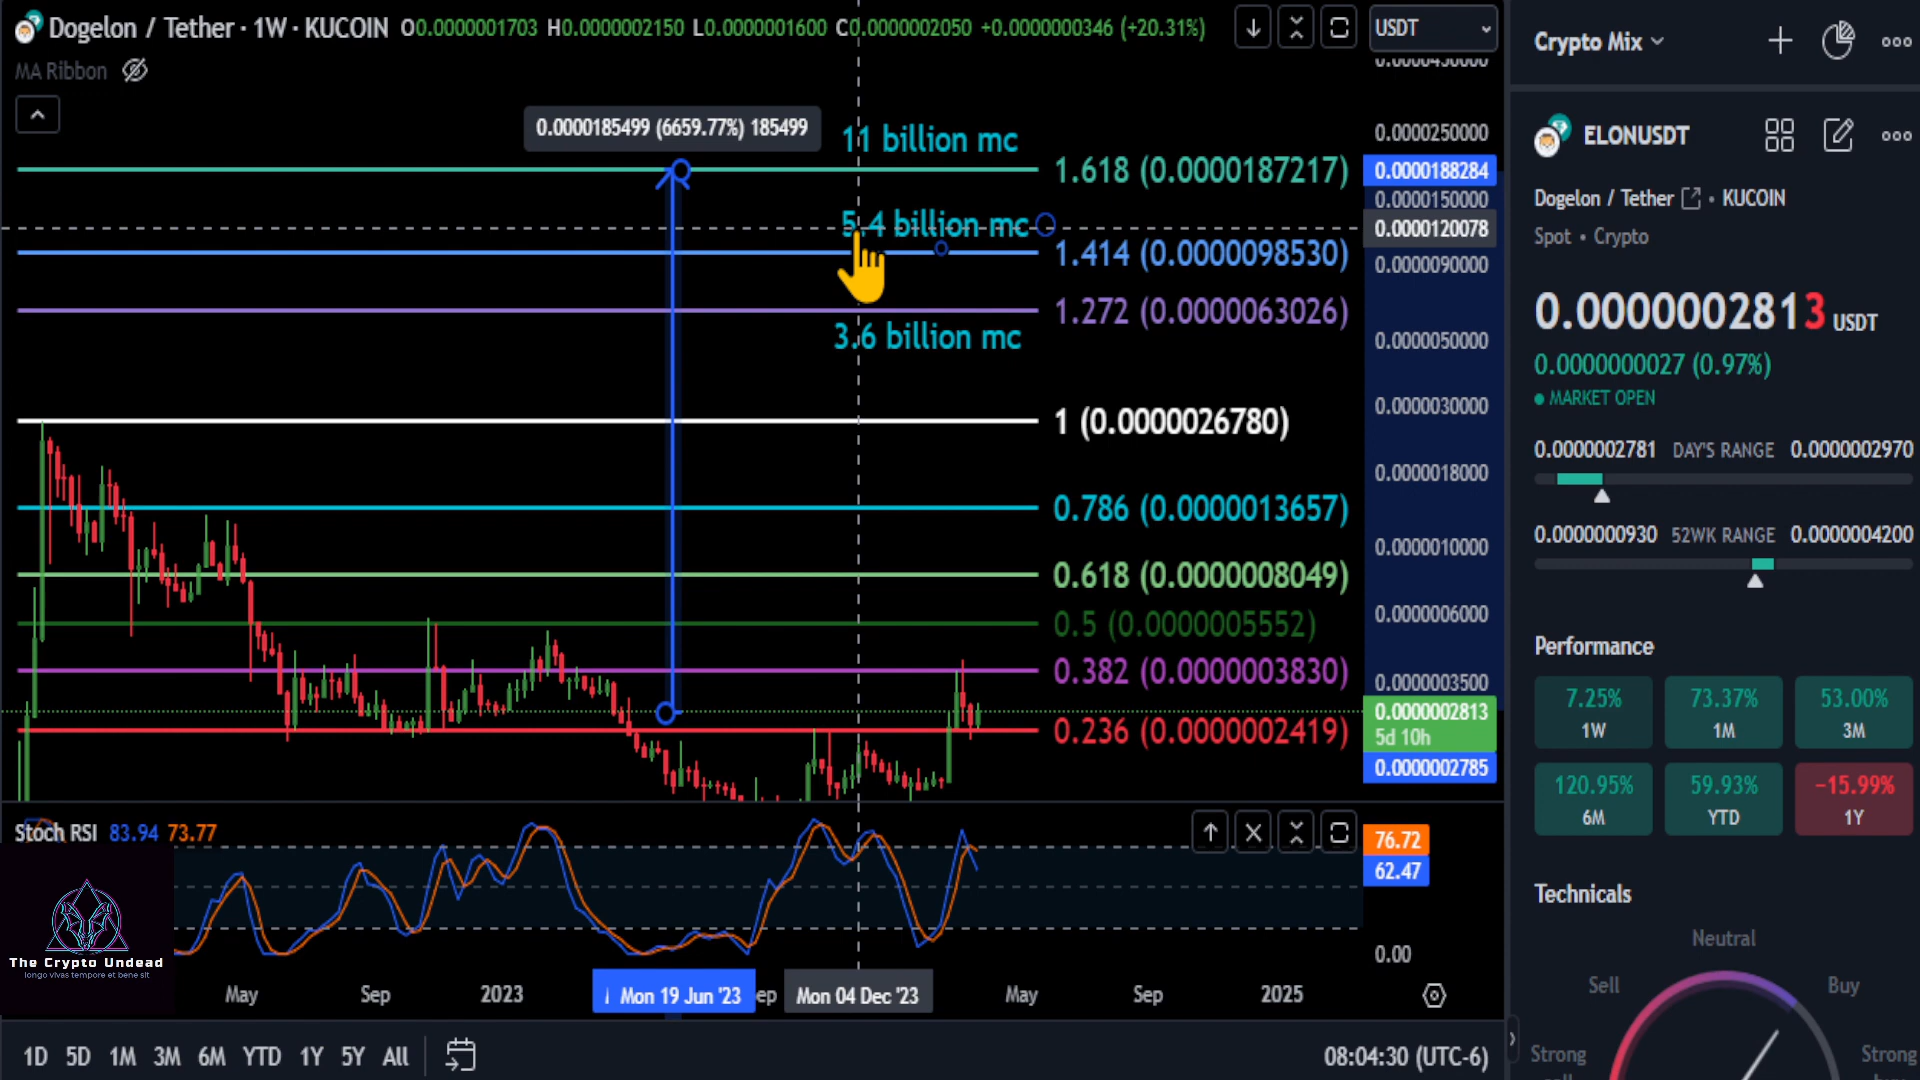 Dogelon / Tether · 1W · KUCOIN O0.0000001703 H0.0000002150 L0.0000001600 C0.0000002050 +0.0000000346 (+20.31%)
USDT
MA Ribbon
0.0000185499 (6659.77%) 185499
11 billion mc
1.618 (0.0000187217)
5.4 billion mc
1.414 (0.0000098530)
1.272 (0.0000063026)
3.6 billion mc
1 (0.0000026780)
0.786 (0.0000013657)
0.618 (0.0000008049)
0.5 (0.0000005552)
0.382 (0.0000003830)
0.236 (0.0000002419)
0.0000450000
0.0000250000
0.0000188284
0.0000150000
0.0000120078
0.0000090000
0.0000050000
0.0000030000
0.0000018000
0.0000010000
0.0000006000
0.0000003500
0.0000002813
5d 10h
0.0000002785
Stoch RSI 83.94 73.77
76.72
62.47
0.00
The Crypto Undead
longo vivas tempore et bene sit
May Sep 2023 Mon 19 Jun '23 ep Mon 04 Dec '23 May Sep 2025
1D 5D 1M 3M 6M YTD 1Y 5Y All
08:04:30 (UTC-6)
Crypto Mix
ELONUSDT
Dogelon / Tether · KUCOIN
Spot · Crypto
0.0000002813 USDT
0.0000000027 (0.97%)
MARKET OPEN
0.0000002781 DAY'S RANGE 0.0000002970
0.0000000930 52WK RANGE 0.0000004200
Performance
7.25% 73.37% 53.00%
1W 1M 3M
120.95% 59.93% −15.99%
6M YTD 1Y
Technicals
Neutral
Sell Buy
Strong Strong